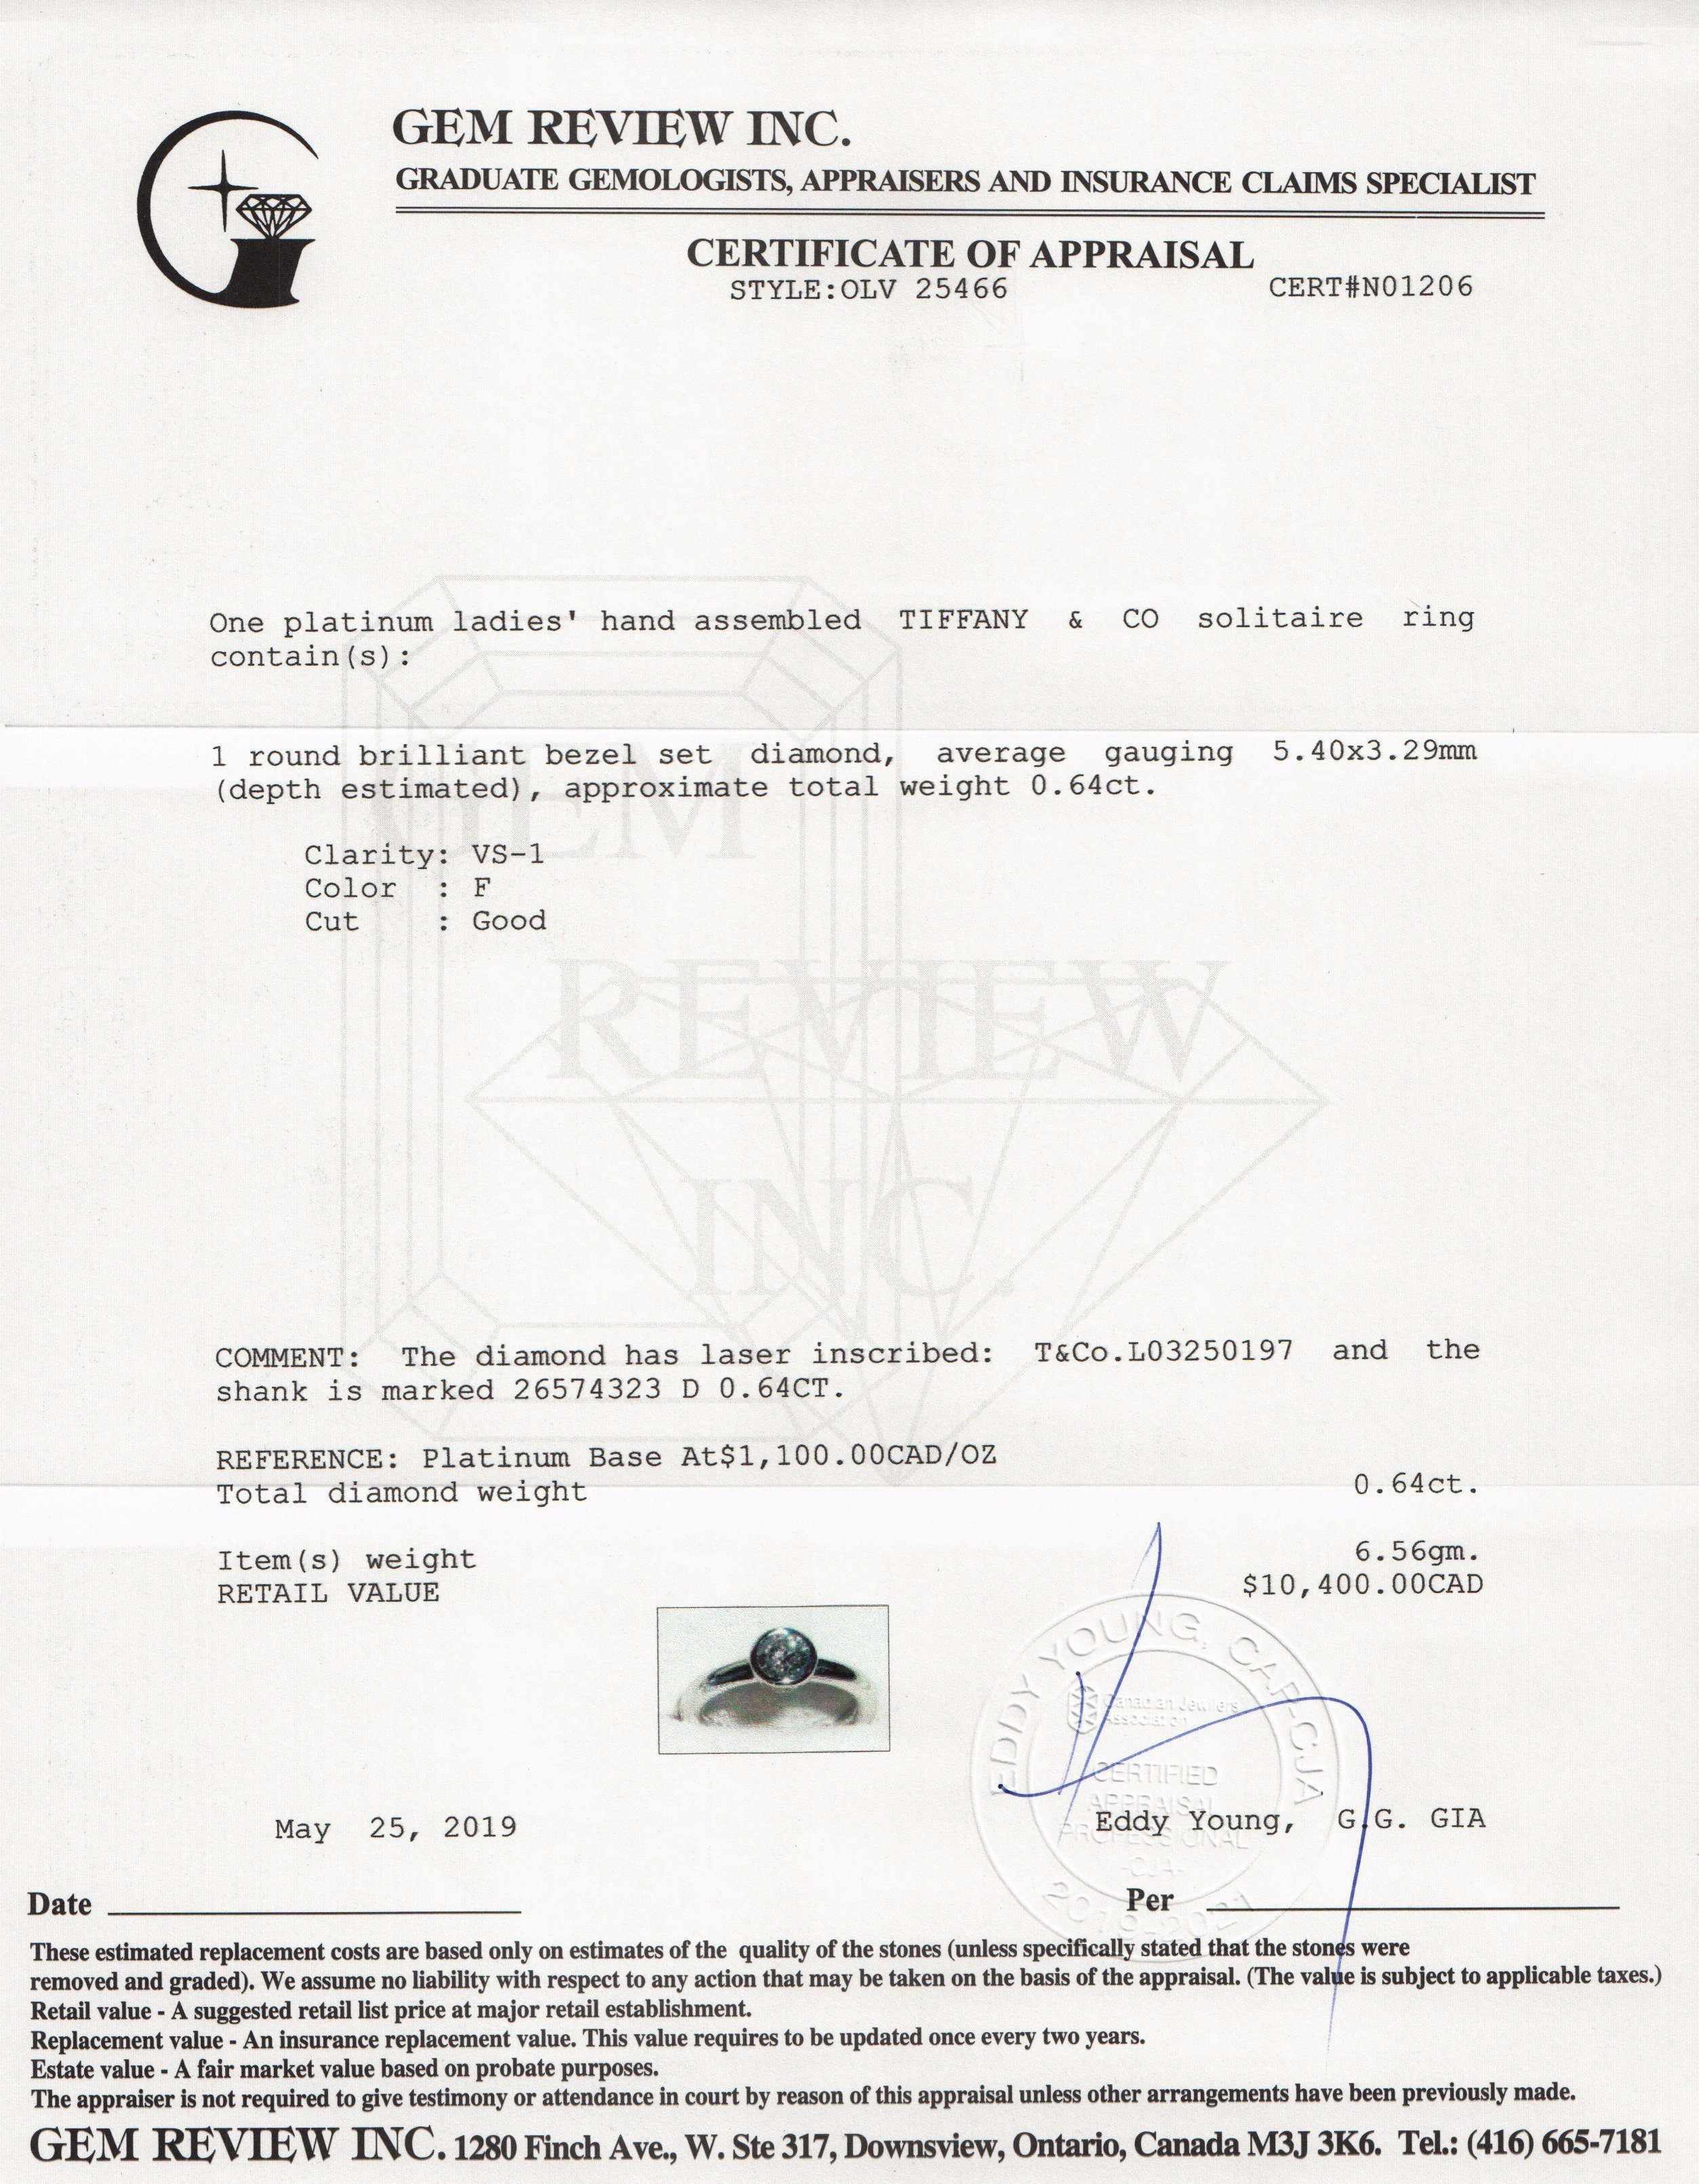 GEM REVIEW INC.
GRADUATE GEMOLOGISTS, APPRAISERS AND INSURANCE CLAIMS SPECIALIST
CERTIFICATE OF APPRAISAL
STYLE:OLV 25466 CERT#N01206
One platinum ladies' hand assembled TIFFANY & CO solitaire ring
contain(s):
1 round brilliant bezel set diamond, average gauging 5.40x3.29mm
(depth estimated), approximate total weight 0.64ct.
Clarity: VS-1
Color : F
Cut : Good
GEM
REVIEW
INC.
COMMENT: The diamond has laser inscribed: T&Co.L03250197 and the
shank is marked 26574323 D 0.64CT.
REFERENCE: Platinum Base At$1,100.00CAD/OZ
Total diamond weight 0.64ct.
Item(s) weight 6.56gm.
RETAIL VALUE $10,400.00CAD
EDDY YOUNG, CAP-CJA
Canadian Jewellers
Association
CERTIFIED
APPRAISAL
PROFESSIONAL
-CJA-
May 25, 2019 Eddy Young, G.G. GIA
Date Per
These estimated replacement costs are based only on estimates of the quality of the stones (unless specifically stated that the stones were
removed and graded). We assume no liability with respect to any action that may be taken on the basis of the appraisal. (The value is subject to applicable taxes.)
Retail value - A suggested retail list price at major retail establishment.
Replacement value - An insurance replacement value. This value requires to be updated once every two years.
Estate value - A fair market value based on probate purposes.
The appraiser is not required to give testimony or attendance in court by reason of this appraisal unless other arrangements have been previously made.
GEM REVIEW INC. 1280 Finch Ave., W. Ste 317, Downsview, Ontario, Canada M3J 3K6. Tel.: (416) 665-7181